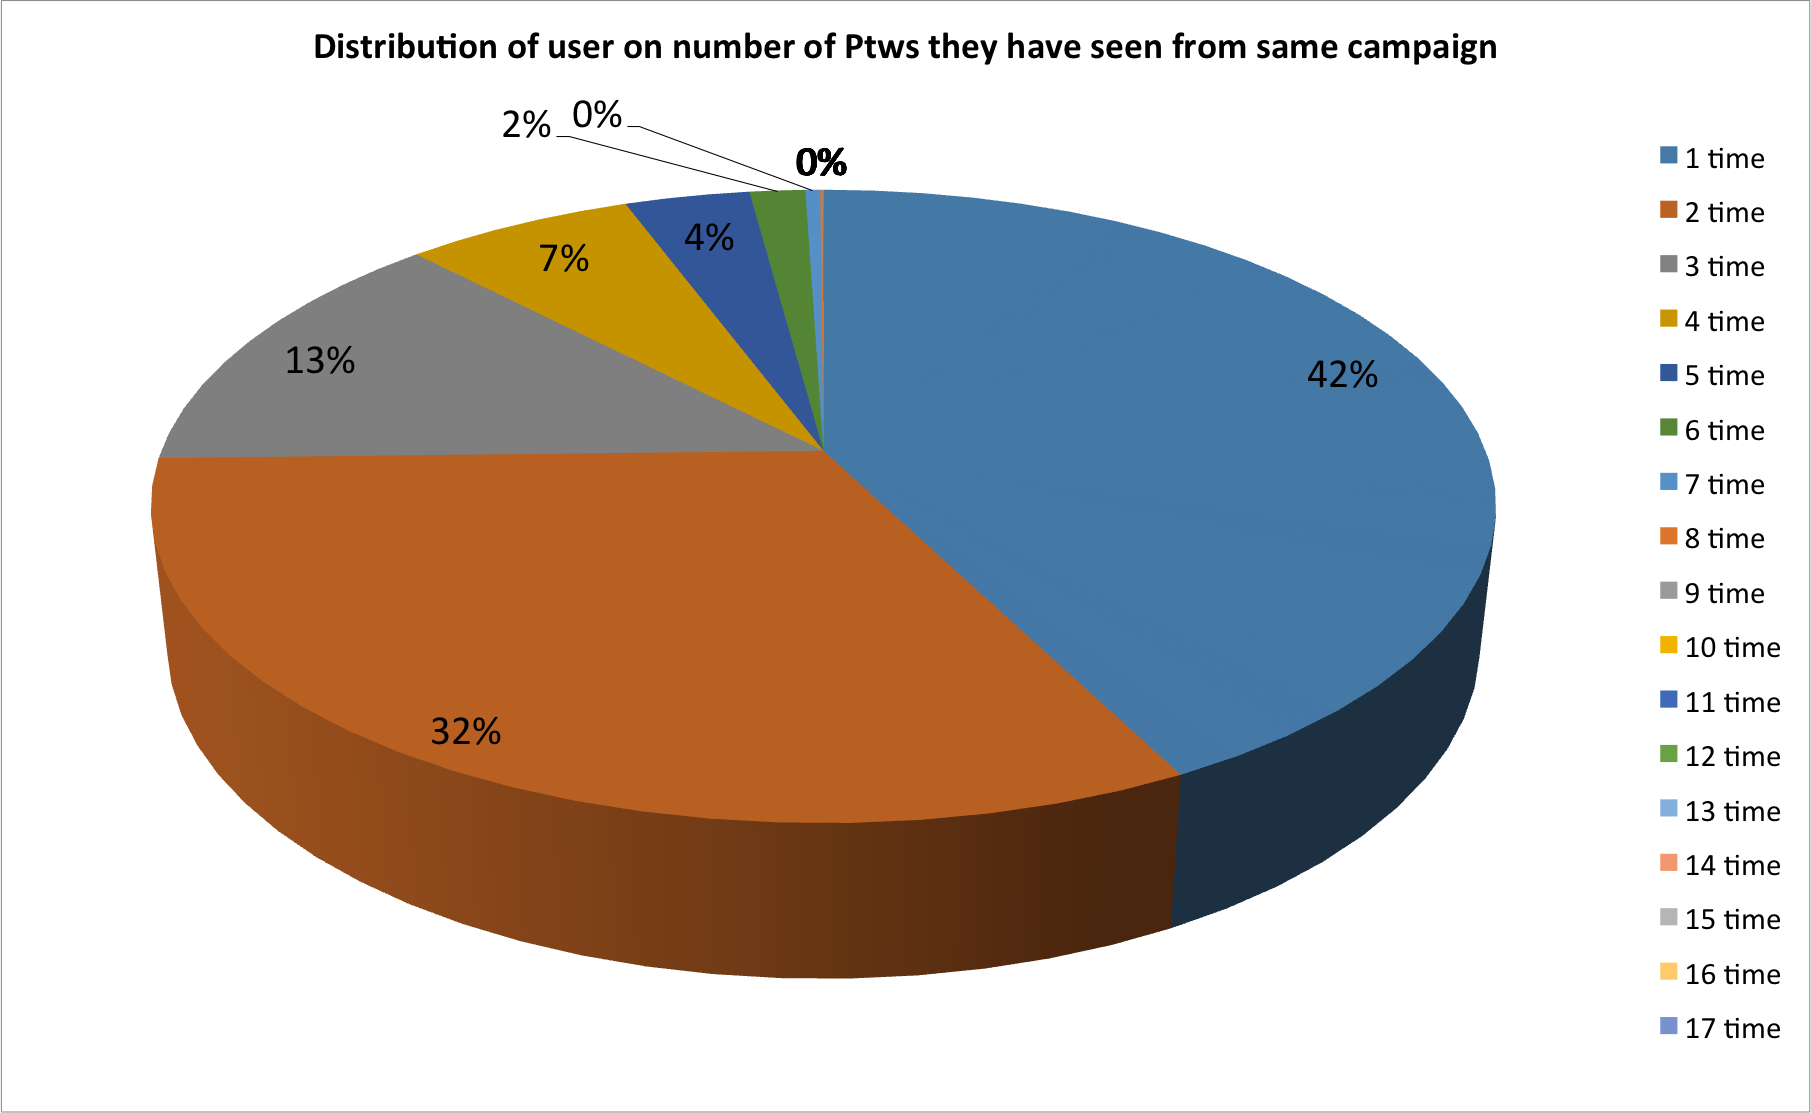 Distribution of user on number of Ptws they have seen from same campaign
2%
0%
0%
42%
4%
7%
13%
32%
1 time
2 time
3 time
4 time
5 time
6 time
7 time
8 time
9 time
10 time
11 time
12 time
13 time
14 time
15 time
16 time
17 time